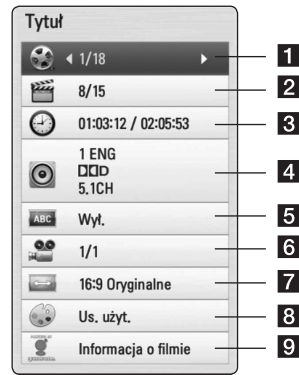 Tytuł
1/18 1
8/15 2
01:03:12 / 02:05:53 3
1 ENG
DD D
5.1CH 4
ABC Wył. 5
1/1 6
16:9 Oryginalne 7
Us. użyt. 8
Informacja o filmie 9